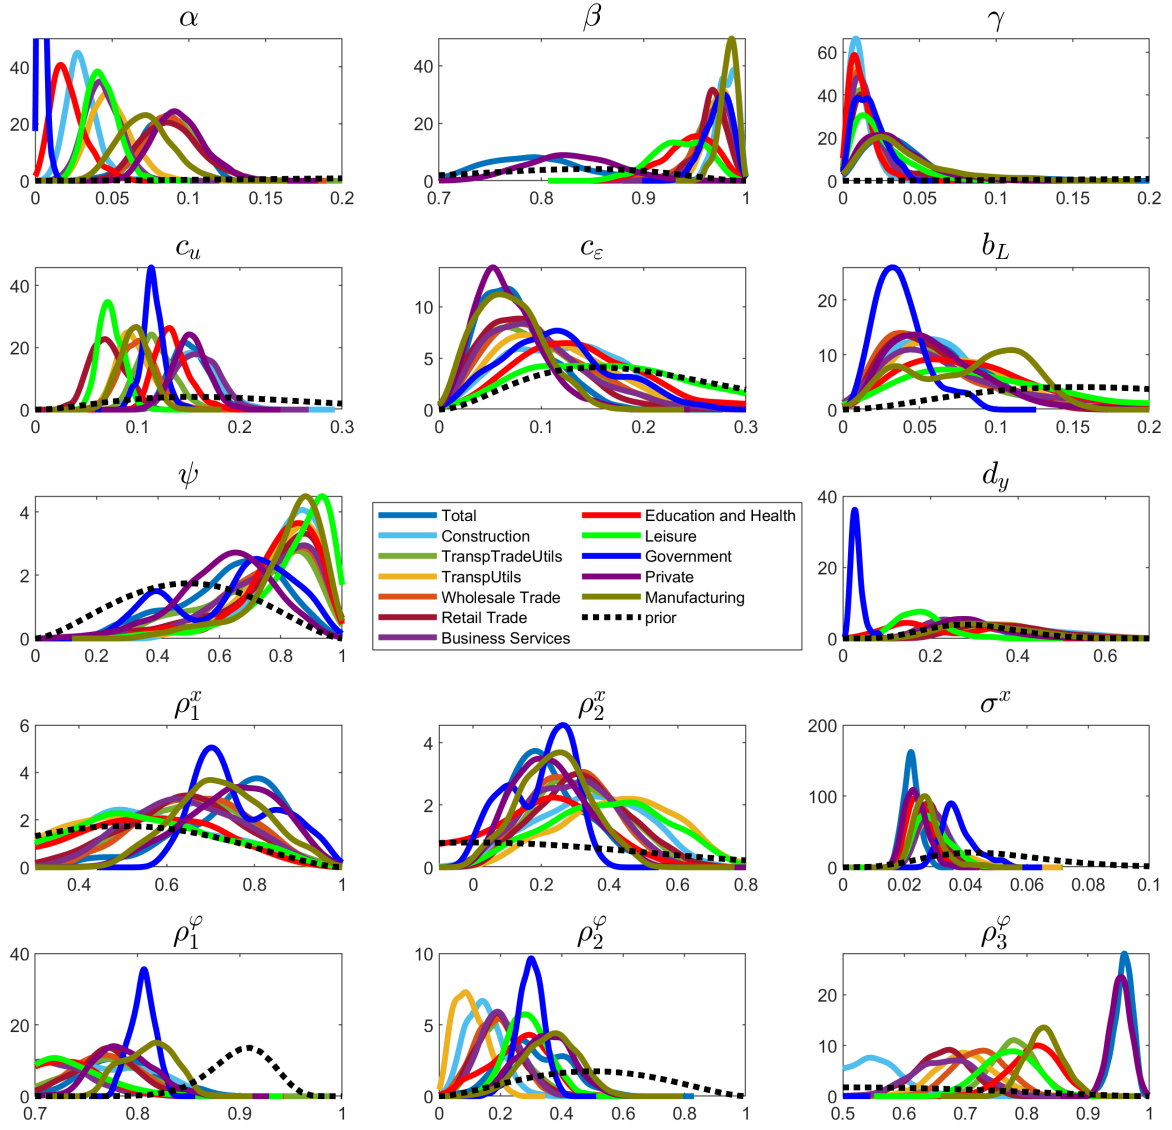 α β γ
40 20 0 0 0.05 0.1 0.15 0.2
40 20 0 0.7 0.8 0.9 1
60 40 20 0 0 0.05 0.1 0.15 0.2
c_u c_ε b_L
40 20 0 0 0.1 0.2 0.3
10 5 0 0 0.1 0.2 0.3
20 10 0 0 0.05 0.1 0.15 0.2
ψ d_y
4 2 0 0 0.2 0.4 0.6 0.8 1
Total Education and Health
Construction Leisure
TranspTradeUtils Government
TranspUtils Private
Wholesale Trade Manufacturing
Retail Trade prior
Business Services
40 20 0 0 0.2 0.4 0.6
ρ_1^x ρ_2^x σ^x
6 4 2 0 0.4 0.6 0.8 1
4 2 0 0 0.2 0.4 0.6 0.8
200 100 0 0 0.02 0.04 0.06 0.08 0.1
ρ_1^φ ρ_2^φ ρ_3^φ
40 20 0 0.7 0.8 0.9 1
10 5 0 0 0.2 0.4 0.6 0.8 1
20 10 0 0.5 0.6 0.7 0.8 0.9 1